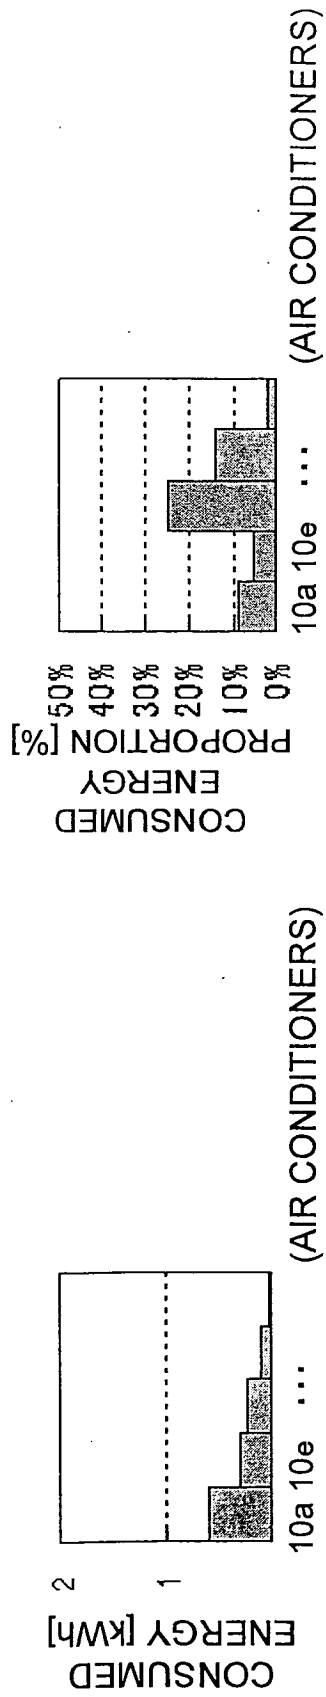 CONSUMED
ENERGY [kWh]
2
1
10a 10e ...
(AIR CONDITIONERS)
CONSUMED
ENERGY
PROPORTION [%]
50%
40%
30%
20%
10%
0%
10a 10e ...
(AIR CONDITIONERS)